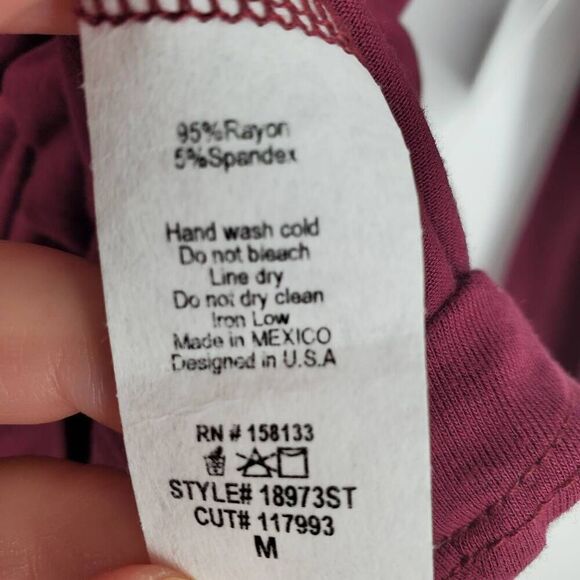 95%Rayon
5%Spandex
Hand wash cold
Do not bleach
Line dry
Do not dry clean
Iron Low
Made in MEXICO
Designed in U.S.A
RN # 158133
STYLE# 18973ST
CUT# 117993
M